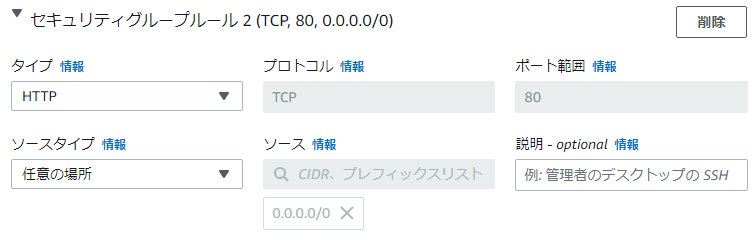 セキュリティグループルール 2 (TCP, 80, 0.0.0.0/0)
削除
タイプ 情報
プロトコル 情報
ポート範囲 情報
HTTP
TCP
80
ソースタイプ 情報
ソース 情報
説明 - optional 情報
任意の場所
CIDR、プレフィックスリスト
例: 管理者のデスクトップの SSH
0.0.0.0/0